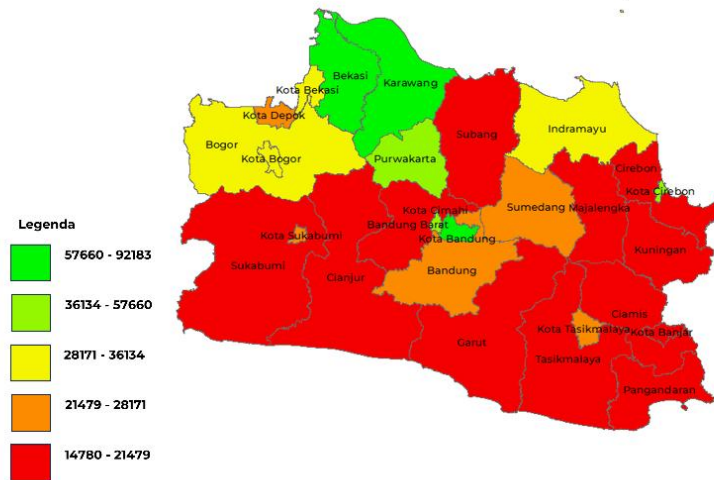 Bekasi
Karawang
Kota Bekasi
Kota Depok
Bogor
Kota Bogor
Purwakarta
Subang
Indramayu
Cirebon
Kota Cirebon
Kota Cimahi
Bandung Barat
Kota Bandung
Sumedang
Majalengka
Kuningan
Kota Sukabumi
Sukabumi
Cianjur
Bandung
Garut
Kota Tasikmalaya
Tasikmalaya
Ciamis
Kota Banjar
Pangandaran
Legenda
57660 - 92183
36134 - 57660
28171 - 36134
21479 - 28171
14780 - 21479